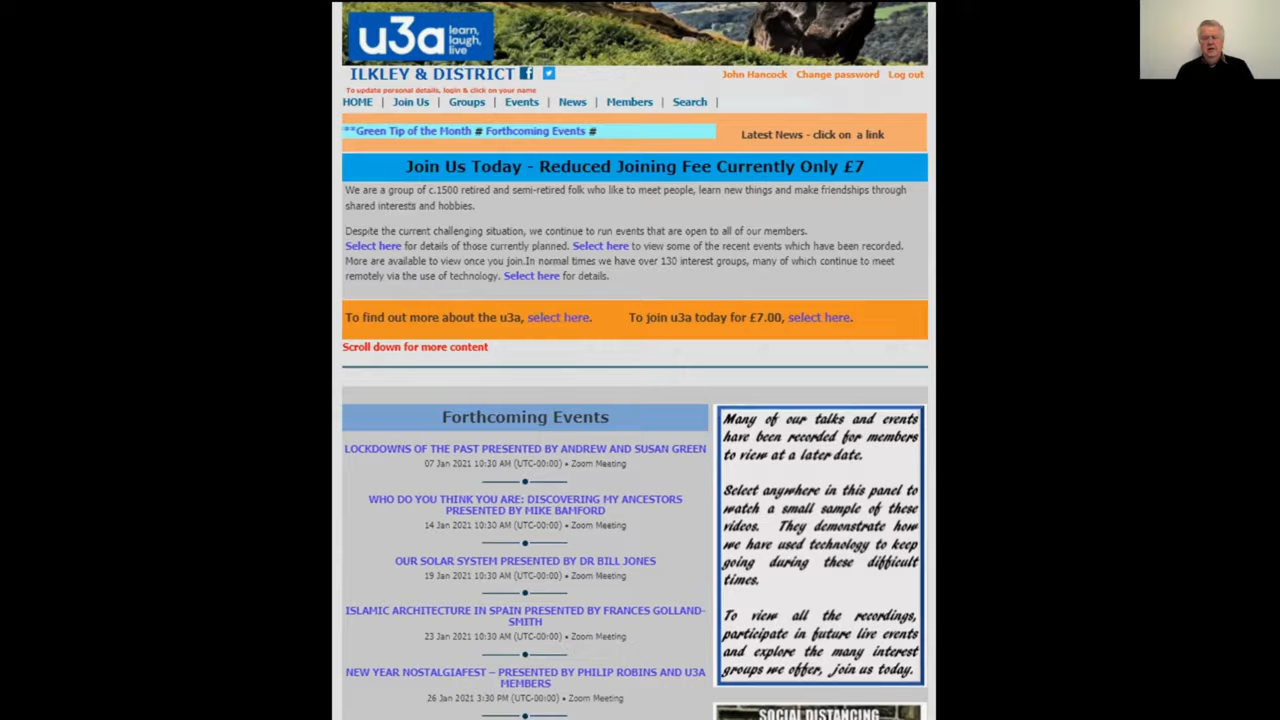 u3a learn,
laugh,
live
ILKLEY & DISTRICT
John Hancock Change password Log out
To update personal details, login & click on your name
HOME | Join Us | Groups | Events | News | Members | Search |
**Green Tip of the Month # Forthcoming Events #
Latest News - click on a link
Join Us Today - Reduced Joining Fee Currently Only £7
We are a group of c.1500 retired and semi-retired folk who like to meet people, learn new things and make friendships through
shared interests and hobbies.
Despite the current challenging situation, we continue to run events that are open to all of our members.
Select here for details of those currently planned. Select here to view some of the recent events which have been recorded.
More are available to view once you join.In normal times we have over 130 interest groups, many of which continue to meet
remotely via the use of technology. Select here for details.
To find out more about the u3a, select here. To join u3a today for £7.00, select here.
Scroll down for more content
Forthcoming Events
LOCKDOWNS OF THE PAST PRESENTED BY ANDREW AND SUSAN GREEN
07 Jan 2021 10:30 AM (UTC-00:00) • Zoom Meeting
WHO DO YOU THINK YOU ARE: DISCOVERING MY ANCESTORS
PRESENTED BY MIKE BAMFORD
14 Jan 2021 10:30 AM (UTC-00:00) • Zoom Meeting
OUR SOLAR SYSTEM PRESENTED BY DR BILL JONES
19 Jan 2021 10:30 AM (UTC-00:00) • Zoom Meeting
ISLAMIC ARCHITECTURE IN SPAIN PRESENTED BY FRANCES GOLLAND-
SMITH
23 Jan 2021 10:30 AM (UTC-00:00) • Zoom Meeting
NEW YEAR NOSTALGIAFEST – PRESENTED BY PHILIP ROBINS AND U3A
MEMBERS
26 Jan 2021 3:30 PM (UTC-00:00) • Zoom Meeting
Many of our talks and events
have been recorded for members
to view at a later date.
Select anywhere in this panel to
watch a small sample of these
videos. They demonstrate how
we have used technology to keep
going during these difficult
times.
To view all the recordings,
participate in future live events
and explore the many interest
groups we offer, join us today.
SOCIAL DISTANCING